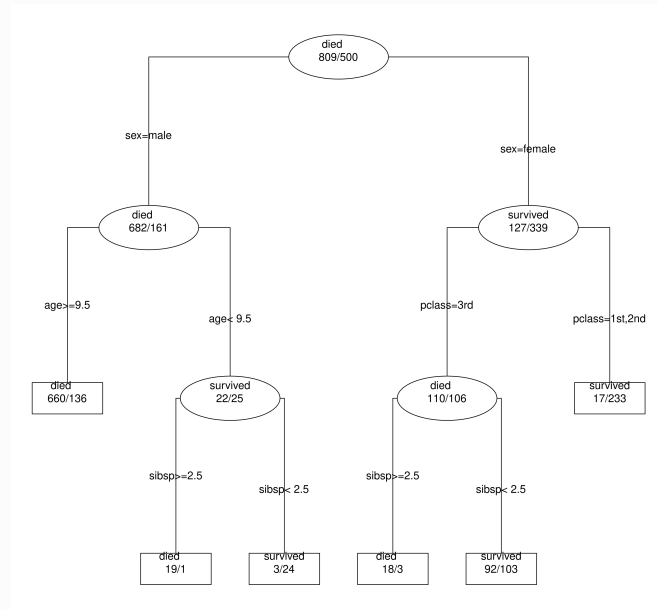 died
809/500
sex=male
sex=female
died
682/161
survived
127/339
age>=9.5
age< 9.5
pclass=3rd
pclass=1st,2nd
died
660/136
survived
22/25
died
110/106
survived
17/233
sibsp>=2.5
sibsp< 2.5
sibsp>=2.5
sibsp< 2.5
died
19/1
survived
3/24
died
18/3
survived
92/103